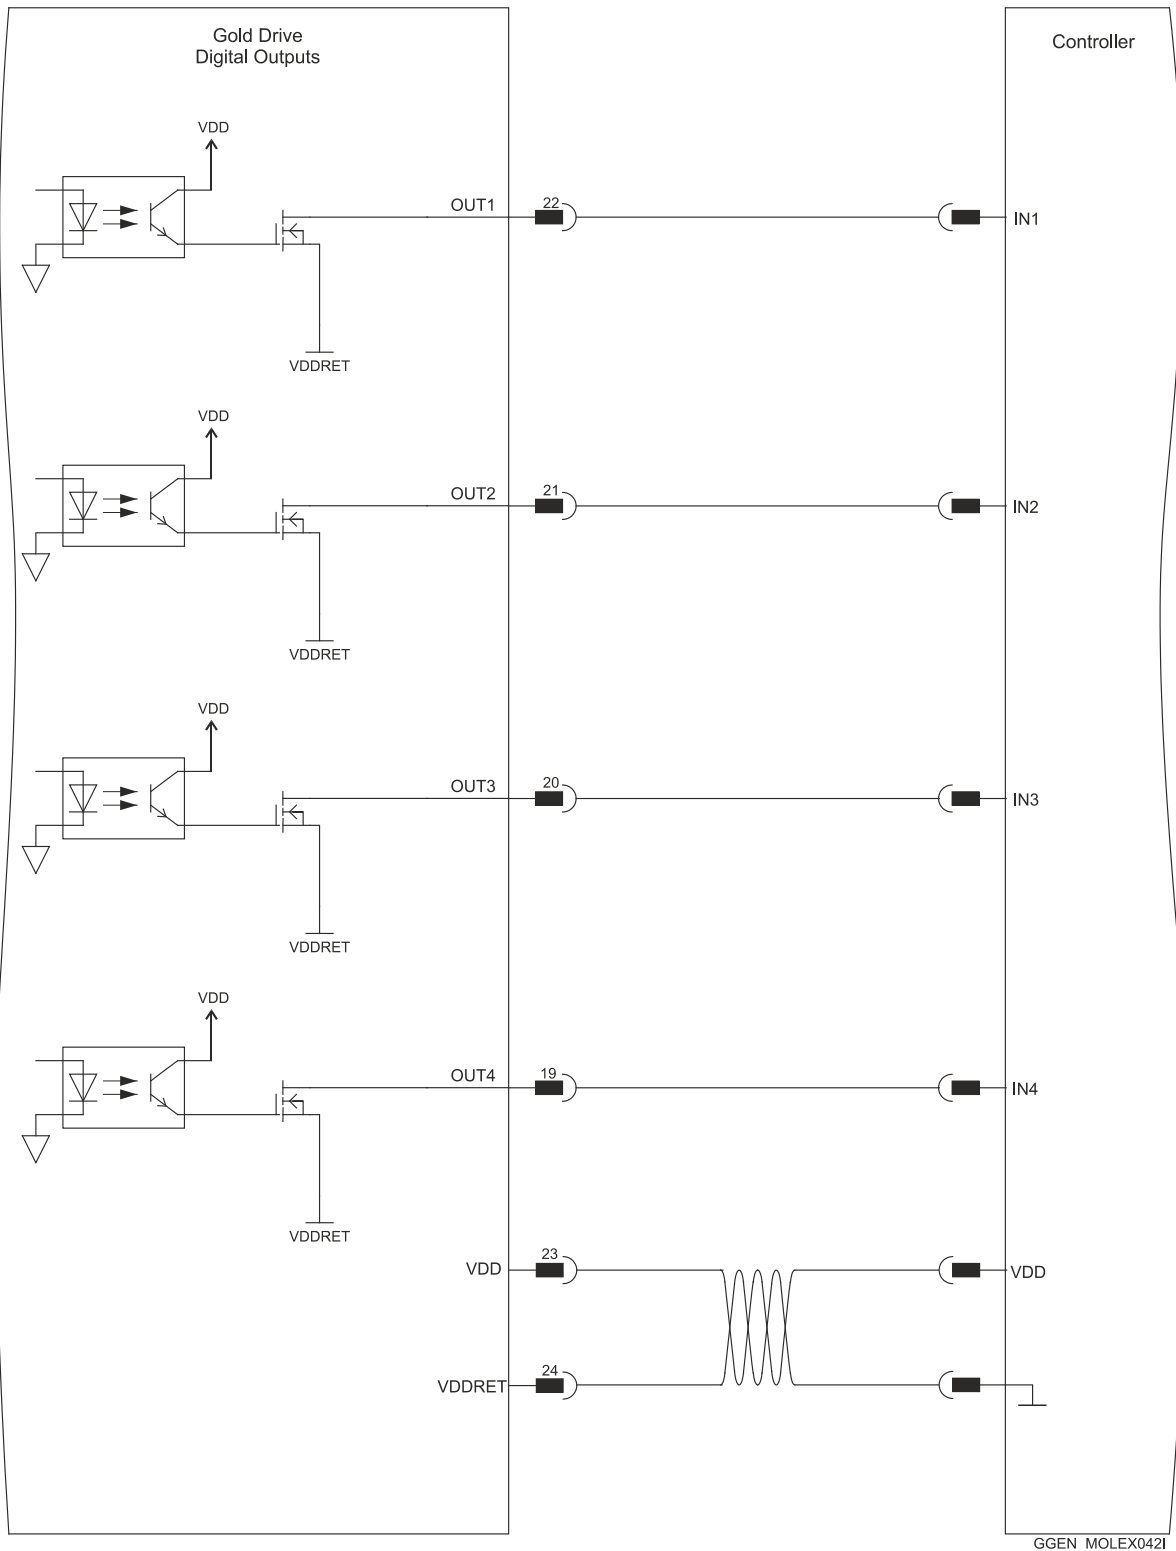 Gold Drive
Digital Outputs
Controller
VDD
OUT1
22
IN1
VDDRET
VDD
OUT2
21
IN2
VDDRET
VDD
OUT3
20
IN3
VDDRET
VDD
OUT4
19
IN4
VDDRET
VDD
23
VDD
VDDRET
24
GGEN MOLEX042I